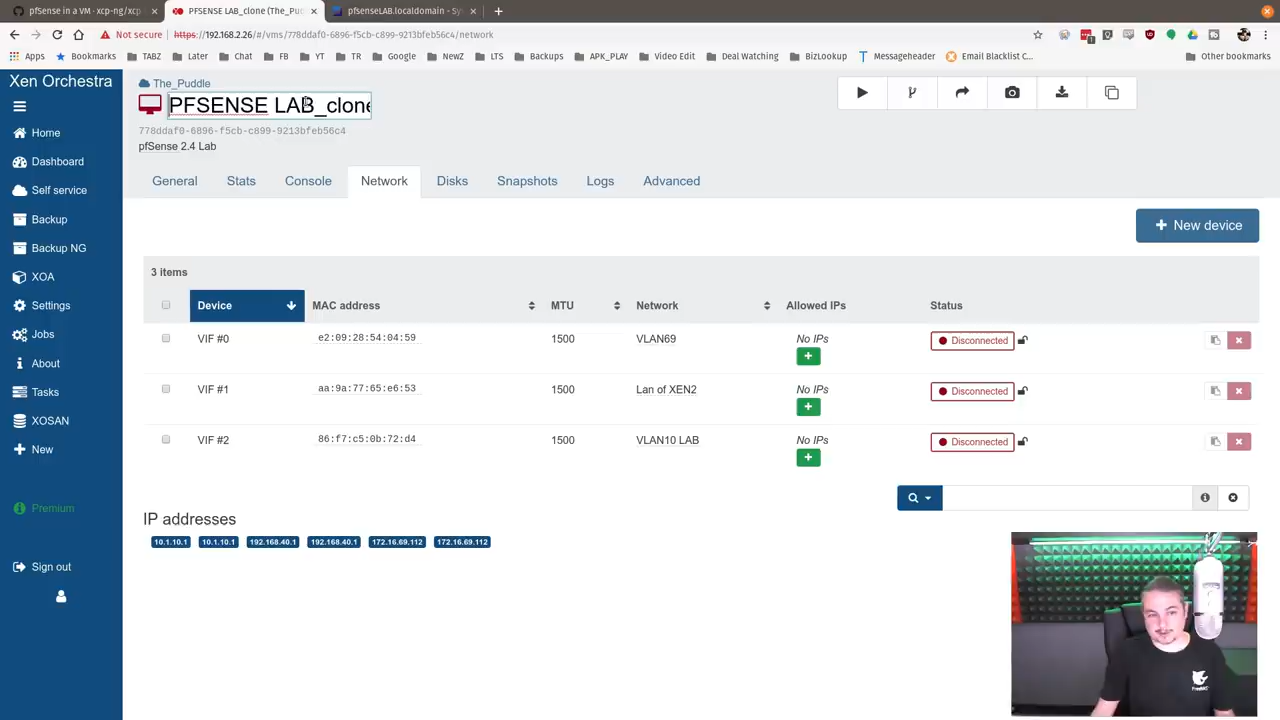 pfSense in a VM · xcp-ng/xcp
PFSENSE LAB_clone (The_Pud
pfsenseLAB.localdomain - Sy
Not secure
https://192.168.2.26/#/vms/778ddaf0-6896-f5cb-c899-9213bfeb56c4/network
Apps
Bookmarks
TABZ
Later
Chat
FB
YT
TR
Google
NewZ
LTS
Backups
APK_PLAY
Video Edit
Deal Watching
BizLookup
Messageheader
Email Blacklist C...
Other bookmarks
Xen Orchestra
The_Puddle
PFSENSE LAB_clone
778ddaf0-6896-f5cb-c899-9213bfeb56c4
pfSense 2.4 Lab
Home
Dashboard
Self service
Backup
Backup NG
XOA
Settings
Jobs
About
Tasks
XOSAN
New
Premium
Sign out
General
Stats
Console
Network
Disks
Snapshots
Logs
Advanced
New device
3 items
Device MAC address MTU Network Allowed IPs Status
VIF #0 e2:09:28:54:04:59 1500 VLAN69 No IPs Disconnected
VIF #1 aa:9a:77:65:e6:53 1500 Lan of XEN2 No IPs Disconnected
VIF #2 86:f7:c5:0b:72:d4 1500 VLAN10 LAB No IPs Disconnected
IP addresses
10.1.10.1 10.1.10.1 192.168.40.1 192.168.40.1 172.16.69.112 172.16.69.112